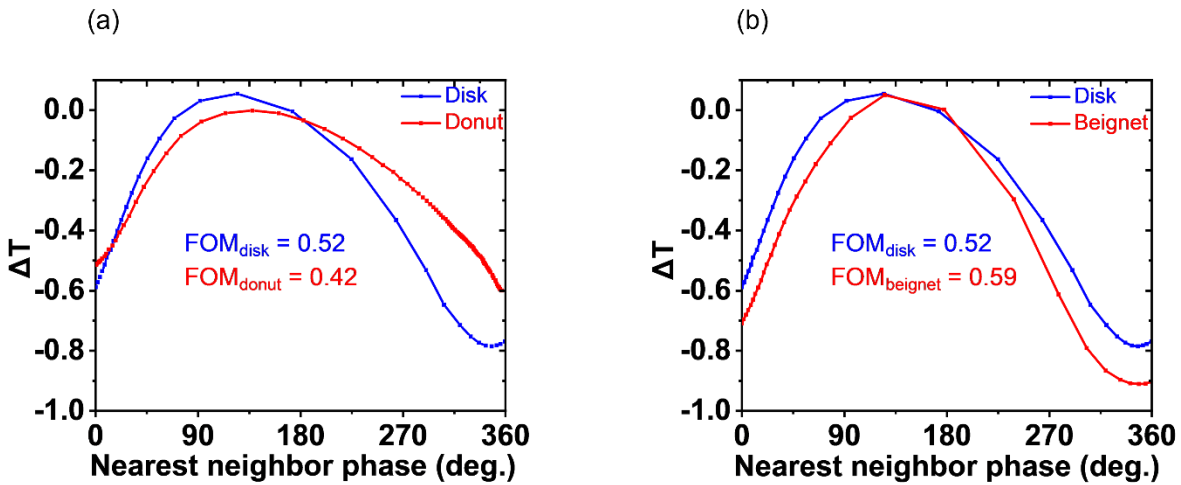 (a)
Disk
Donut
FOMdisk = 0.52
FOMdonut = 0.42
ΔT
0.0
-0.2
-0.4
-0.6
-0.8
-1.0
0 90 180 270 360
Nearest neighbor phase (deg.)
(b)
Disk
Beignet
FOMdisk = 0.52
FOMbeignet = 0.59
ΔT
0.0
-0.2
-0.4
-0.6
-0.8
-1.0
0 90 180 270 360
Nearest neighbor phase (deg.)